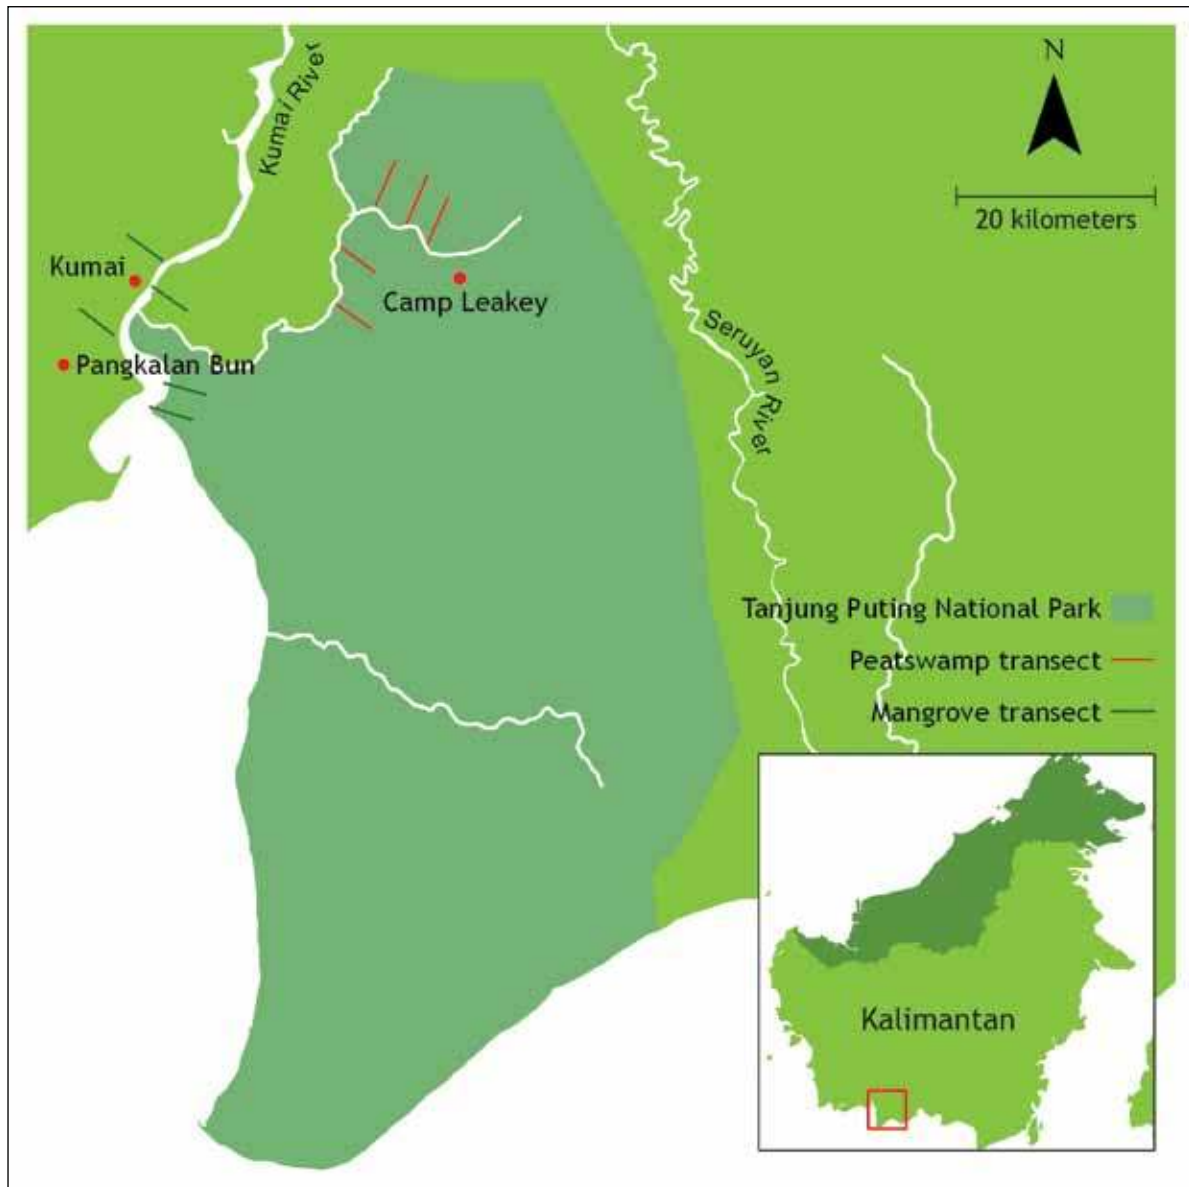 N
20 kilometers
Kumai River
Kumai
Camp Leakey
Pangkalan Bun
Seruyan River
Tanjung Puting National Park
Peatswamp transect
Mangrove transect
Kalimantan